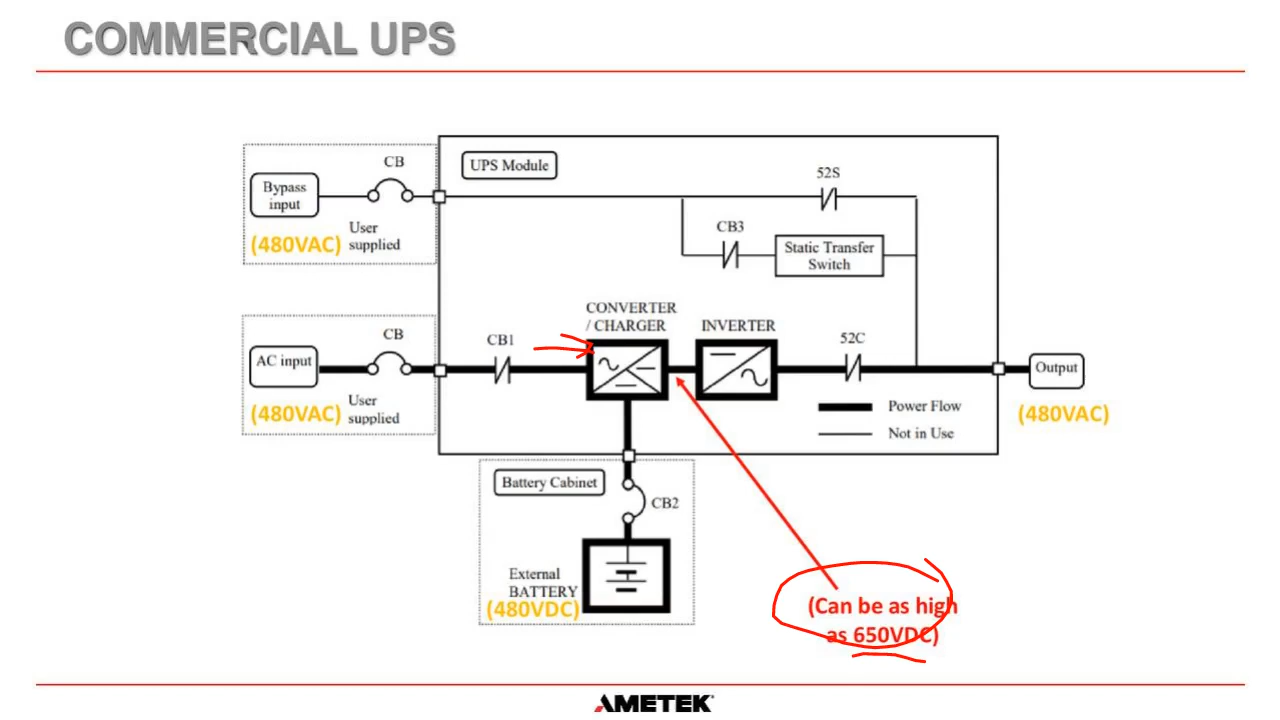 COMMERCIAL UPS
CB
UPS Module
Bypass
input
User
supplied
(480VAC)
52S
CB3
Static Transfer
Switch
CONVERTER
/ CHARGER
INVERTER
CB
CB1
52C
AC input
Output
User
supplied
(480VAC)
Power Flow
(480VAC)
Not in Use
Battery Cabinet
CB2
External
BATTERY
(480VDC)
(Can be as high
as 650VDC)
AMETEK